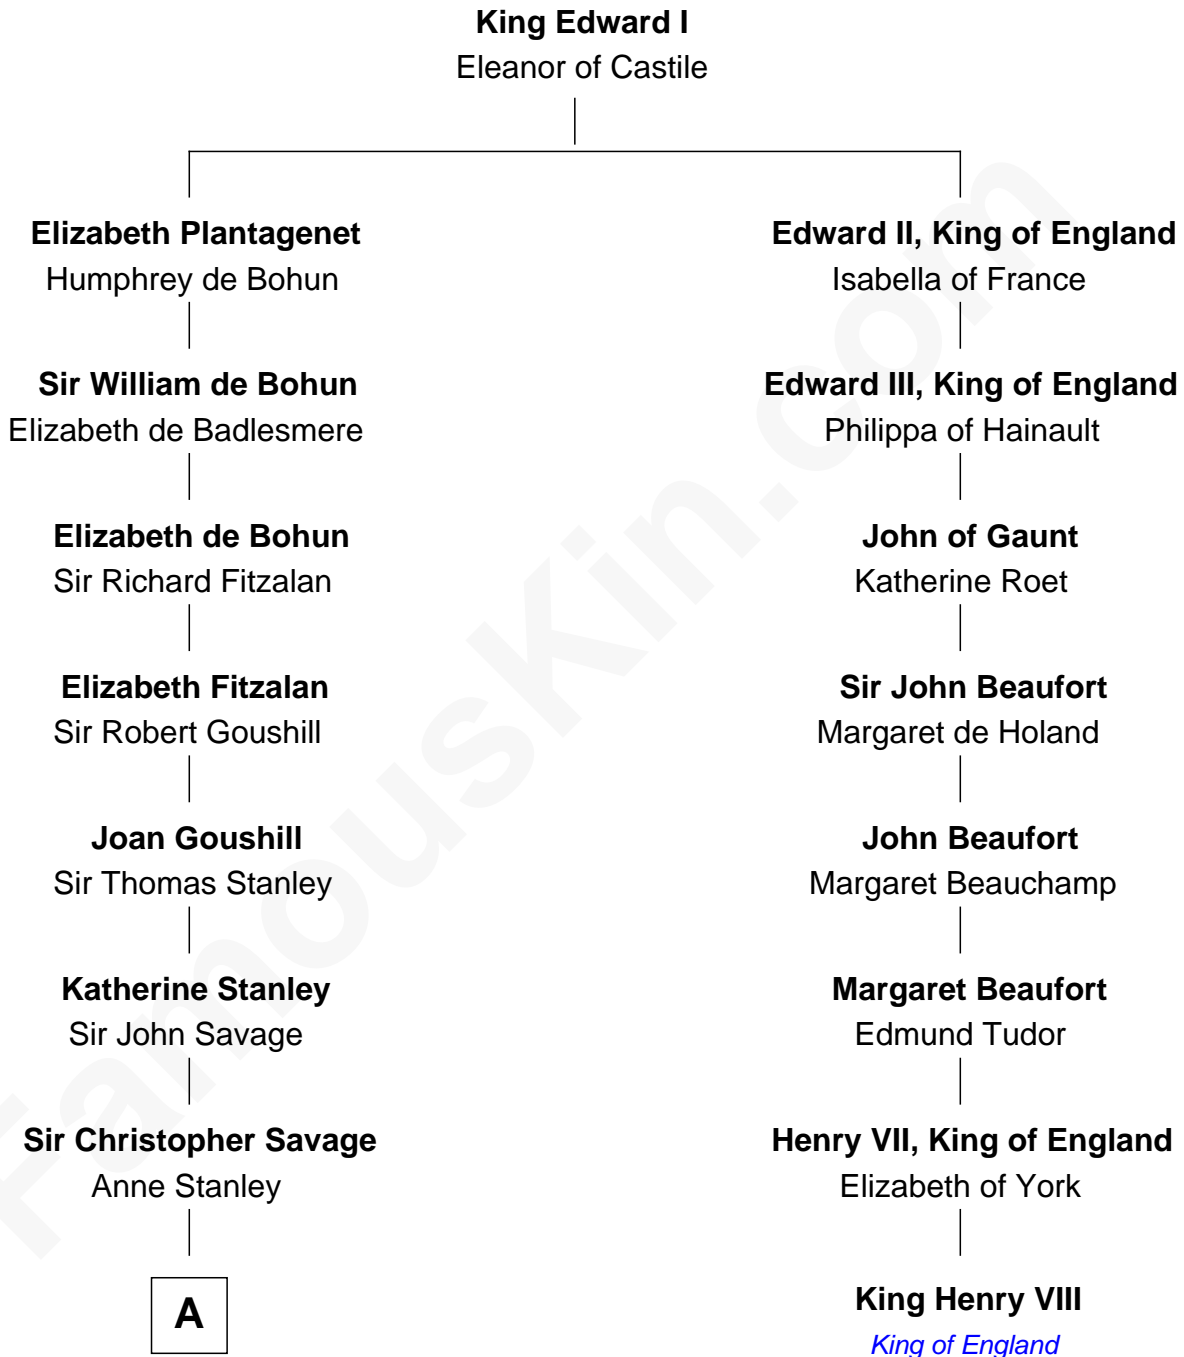 King Edward I
Eleanor of Castile
Elizabeth Plantagenet
Humphrey de Bohun
Edward II, King of England
Isabella of France
Sir William de Bohun
Elizabeth de Badlesmere
Edward III, King of England
Philippa of Hainault
Elizabeth de Bohun
Sir Richard Fitzalan
John of Gaunt
Katherine Roet
Elizabeth Fitzalan
Sir Robert Goushill
Sir John Beaufort
Margaret de Holand
Joan Goushill
Sir Thomas Stanley
John Beaufort
Margaret Beauchamp
Katherine Stanley
Sir John Savage
Margaret Beaufort
Edmund Tudor
Sir Christopher Savage
Anne Stanley
Henry VII, King of England
Elizabeth of York
A
King Henry VIII
King of England
FamousKin.com